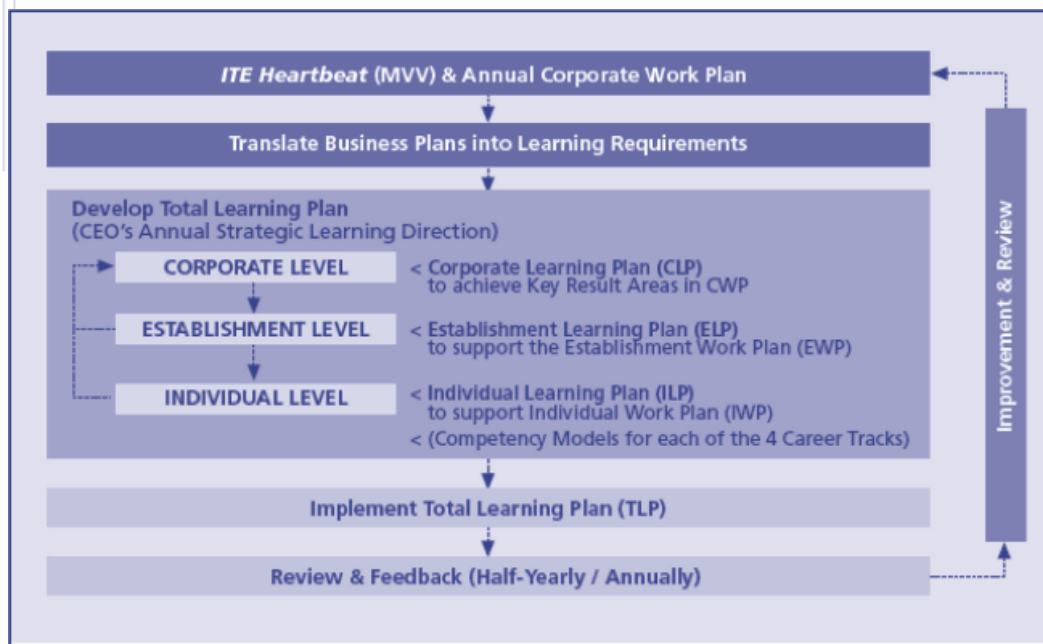 ITE Heartbeat (MVV) & Annual Corporate Work Plan
Translate Business Plans into Learning Requirements
Develop Total Learning Plan
(CEO's Annual Strategic Learning Direction)
CORPORATE LEVEL
< Corporate Learning Plan (CLP)
to achieve Key Result Areas in CWP
ESTABLISHMENT LEVEL
< Establishment Learning Plan (ELP)
to support the Establishment Work Plan (EWP)
INDIVIDUAL LEVEL
< Individual Learning Plan (ILP)
to support Individual Work Plan (IWP)
< (Competency Models for each of the 4 Career Tracks)
Implement Total Learning Plan (TLP)
Review & Feedback (Half-Yearly / Annually)
Improvement & Review